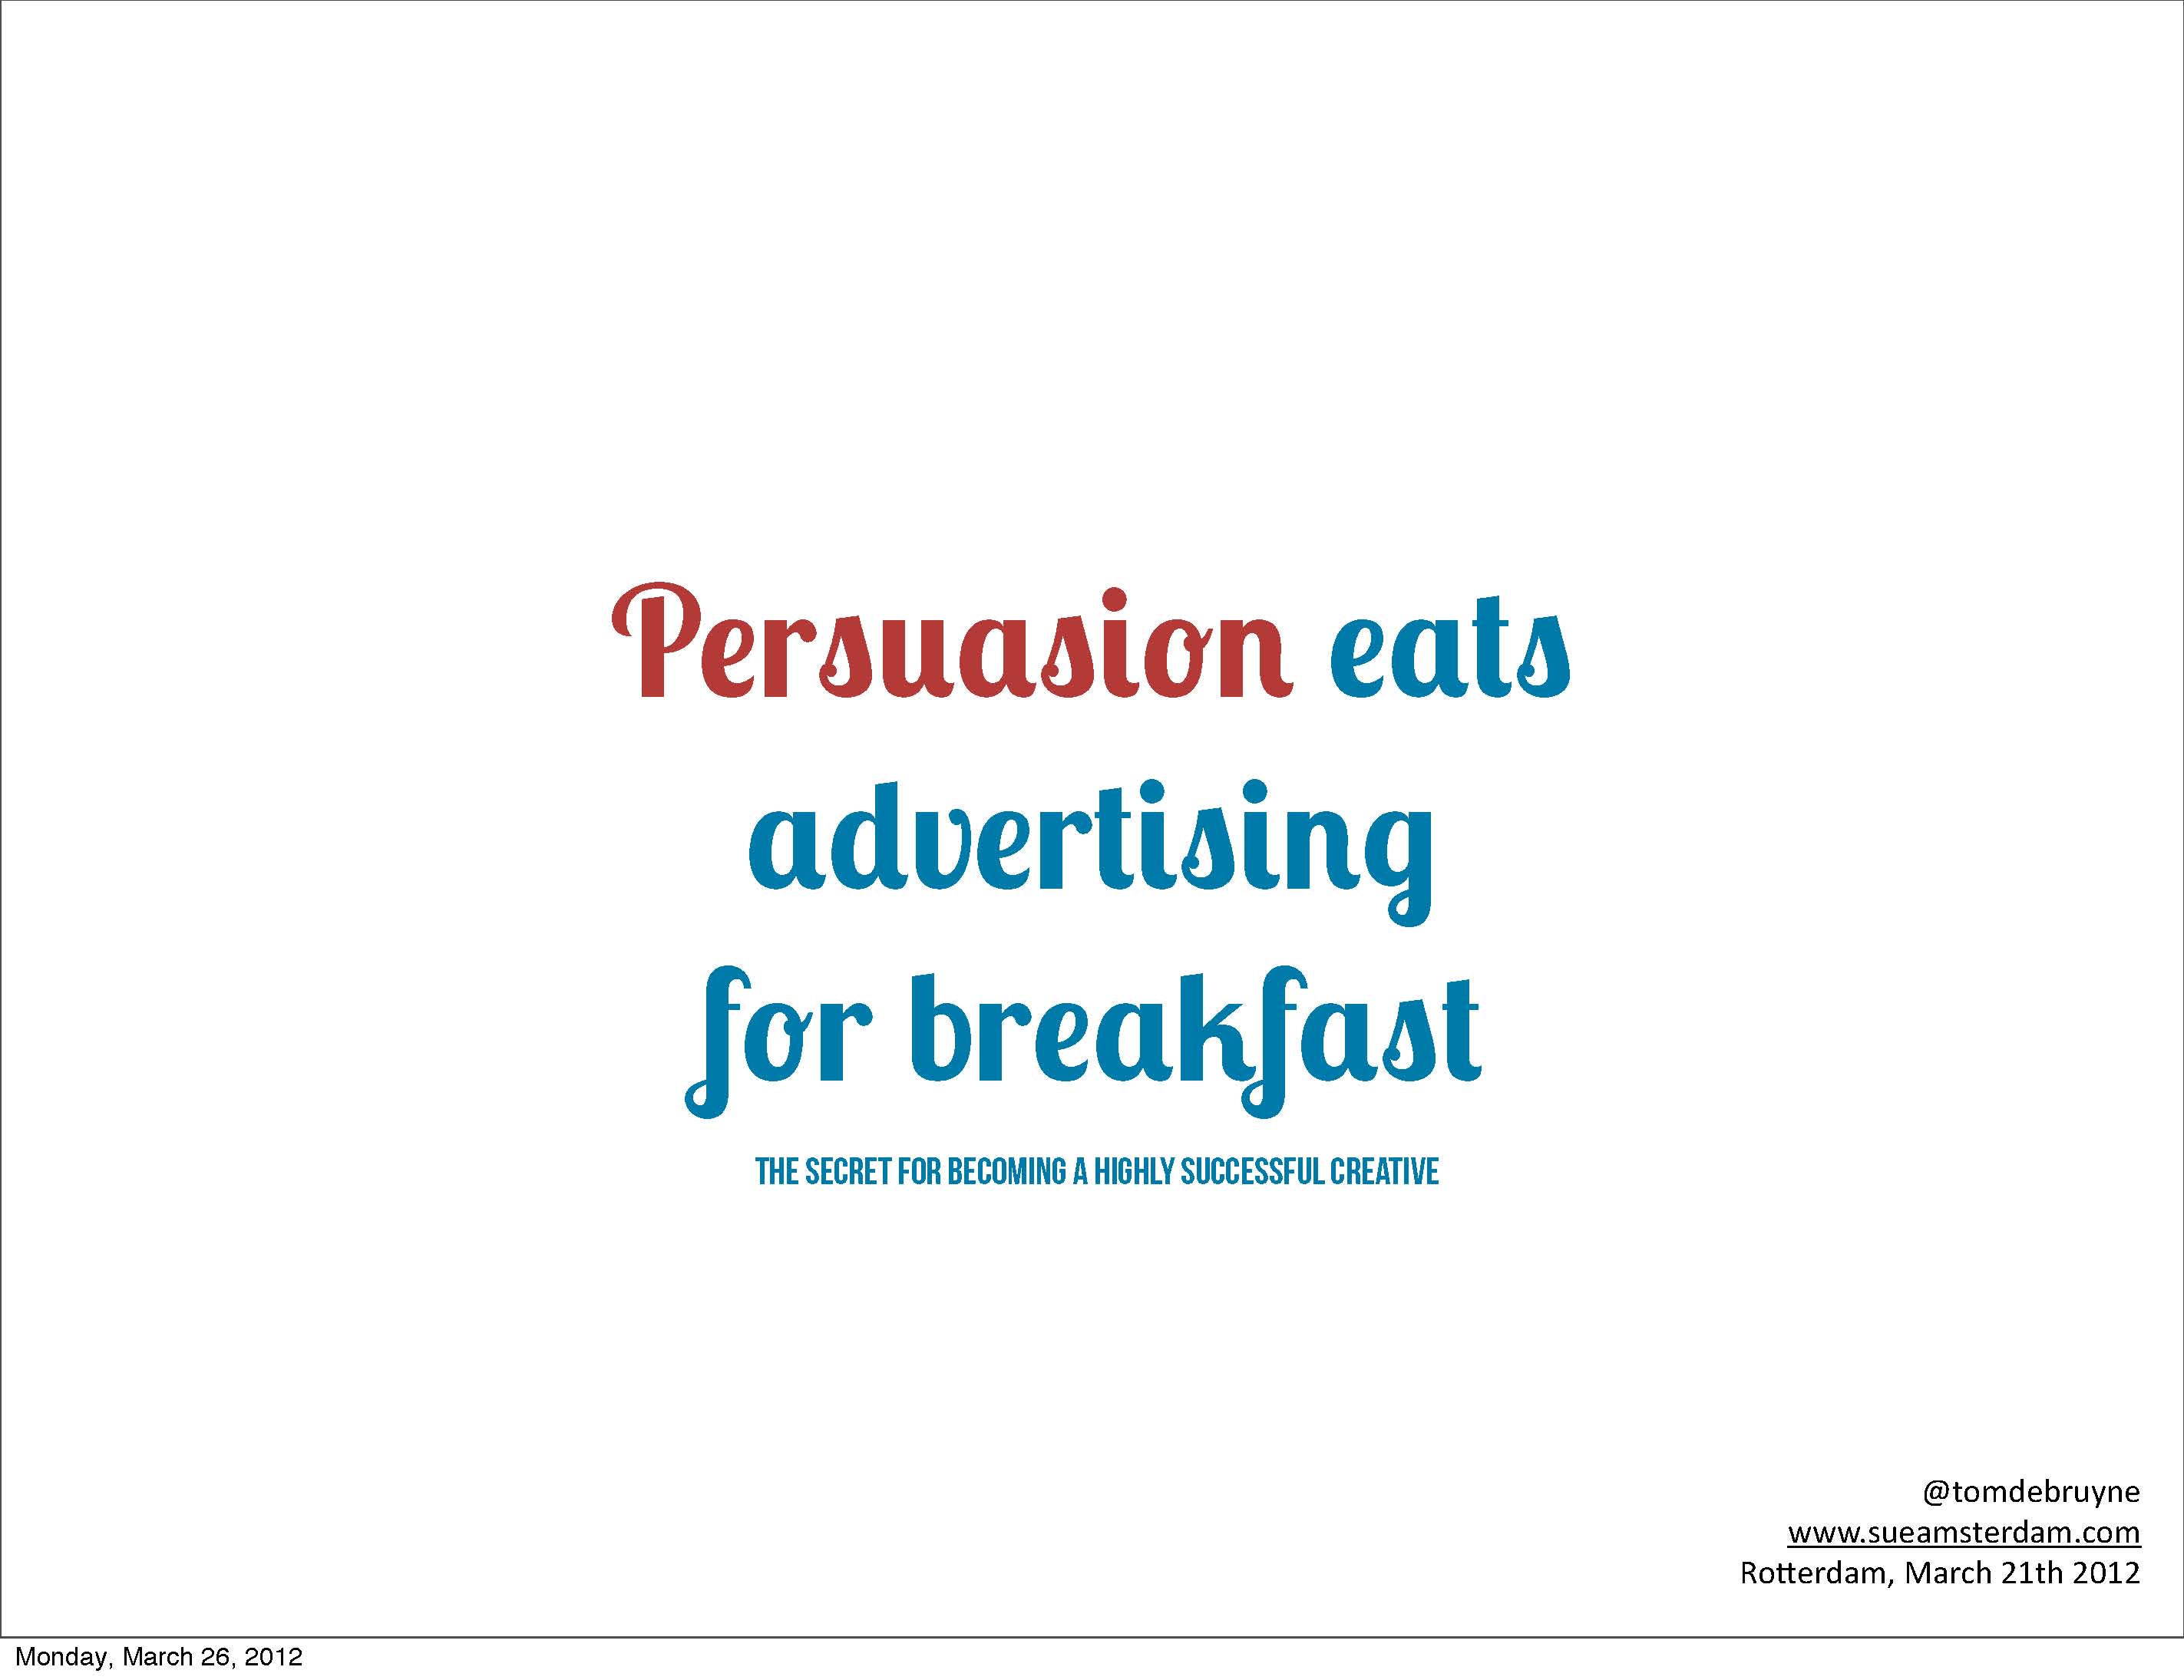 Persuasion eats
advertising
for breakfast
THE SECRET FOR BECOMING A HIGHLY SUCCESSFUL CREATIVE
@tomdebruyne
www.sueamsterdam.com
Rotterdam, March 21th 2012
Monday, March 26, 2012